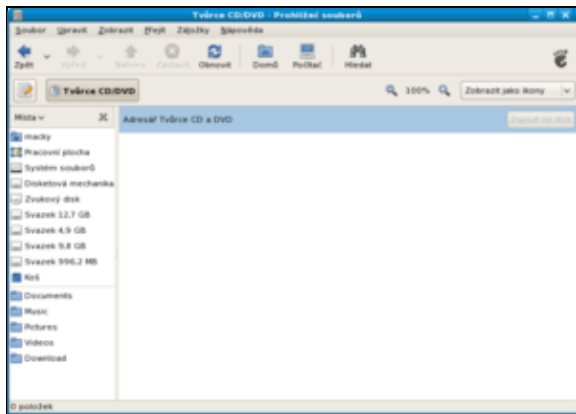 Tvůrce CD/DVD - Prohlížeč souborů
Soubor Upravit Zobrazit Přejít Záložky Nápověda
Zpět Vpřed Nahoru Zastavit Obnovit Domů Počítač Hledat
Tvůrce CD/DVD 100% Zobrazit jako ikony
Místa Adresář Tvůrce CD a DVD Zapsat na disk
macky
Pracovní plocha
Systém souborů
Disketová mechanika
Zvukový disk
Svazek 12.7 GB
Svazek 4.9 GB
Svazek 9.8 GB
Svazek 996.2 MB
Koš
Documents
Music
Pictures
Videos
Download
0 položek